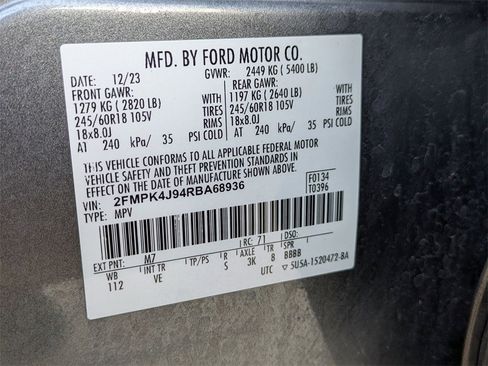 MFD. BY FORD MOTOR CO.
DATE: 12/23 GVWR: 2449 KG ( 5400 LB)
FRONT GAWR: REAR GAWR:
1279 KG ( 2820 LB) WITH 1197 KG ( 2640 LB) WITH
245/60R18 105V TIRES 245/60R18 105V TIRES
18x8.0J RIMS 18x8.0J RIMS
AT 240 kPa/ 35 PSI COLD AT 240 kPa/ 35 PSI COLD
THIS VEHICLE CONFORMS TO ALL APPLICABLE FEDERAL MOTOR
VEHICLE SAFETY AND THEFT PREVENTION STANDARDS IN
EFFECT ON THE DATE OF MANUFACTURE SHOWN ABOVE.
VIN: 2FMPK4J94RBA68936 F0134
TYPE: MPV T0396
EXT PNT: M7 RC: 71 DSO:
WB INT TR TP/PS R AXLE TR SPR
112 VE S 3K 8 BBBB
UTC ▽ 5U5A-1520472-BA